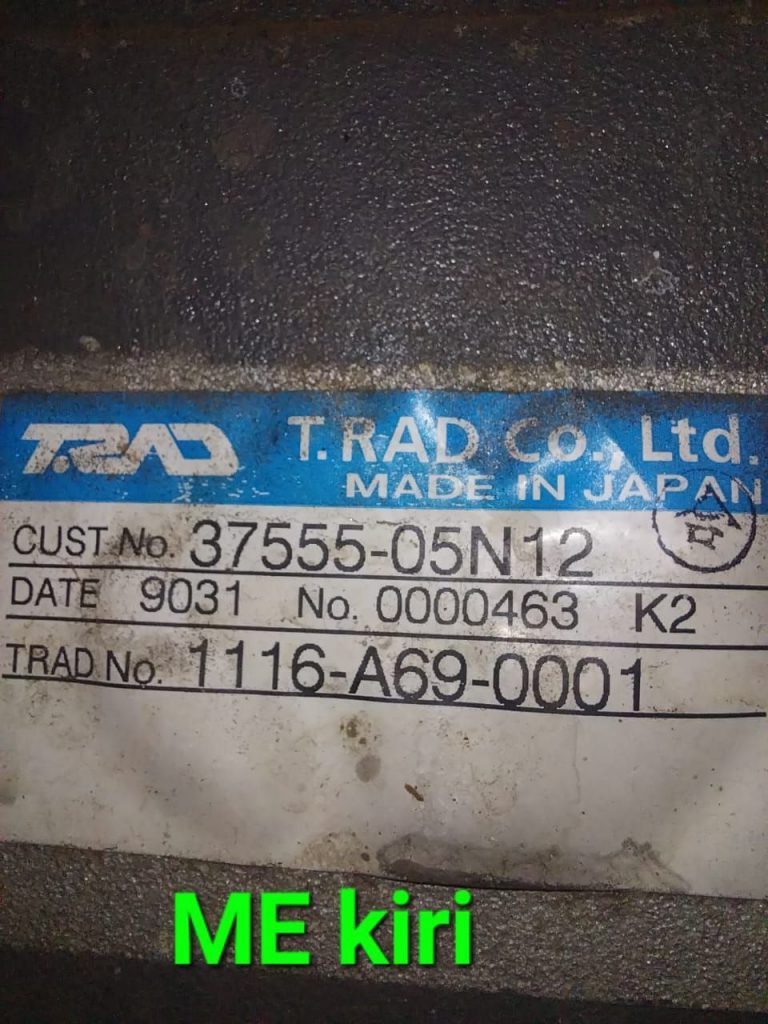 T.RAD T.RAD Co., Ltd.
MADE IN JAPAN
CUST No. 37555-05N12
DATE 9031 No. 0000463 K2
TRAD No. 1116-A69-0001
ME kiri